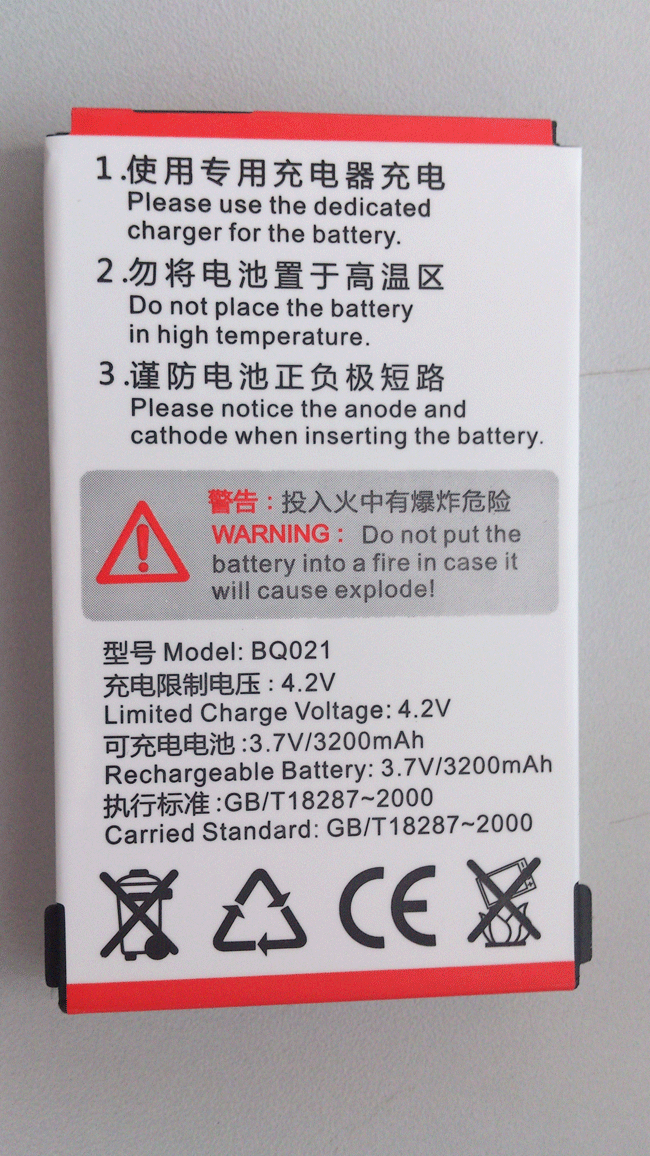 1.使用专用充电器充电
Please use the dedicated
charger for the battery.
2.勿将电池置于高温区
Do not place the battery
in high temperature.
3.谨防电池正负极短路
Please notice the anode and
cathode when inserting the battery.
警告：投入火中有爆炸危险
WARNING： Do not put the
battery into a fire in case it
will cause explode!
型号 Model: BQ021
充电限制电压：4.2V
Limited Charge Voltage: 4.2V
可充电电池:3.7V/3200mAh
Rechargeable Battery: 3.7V/3200mAh
执行标准:GB/T18287~2000
Carried Standard: GB/T18287~2000
CE